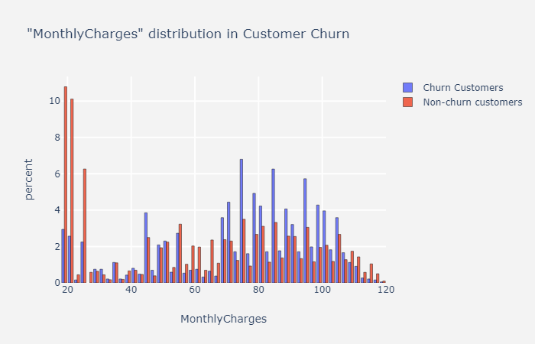 "MonthlyCharges" distribution in Customer Churn
Churn Customers
Non-churn customers
10
8
6
4
2
0
percent
20
40
60
80
100
120
MonthlyCharges